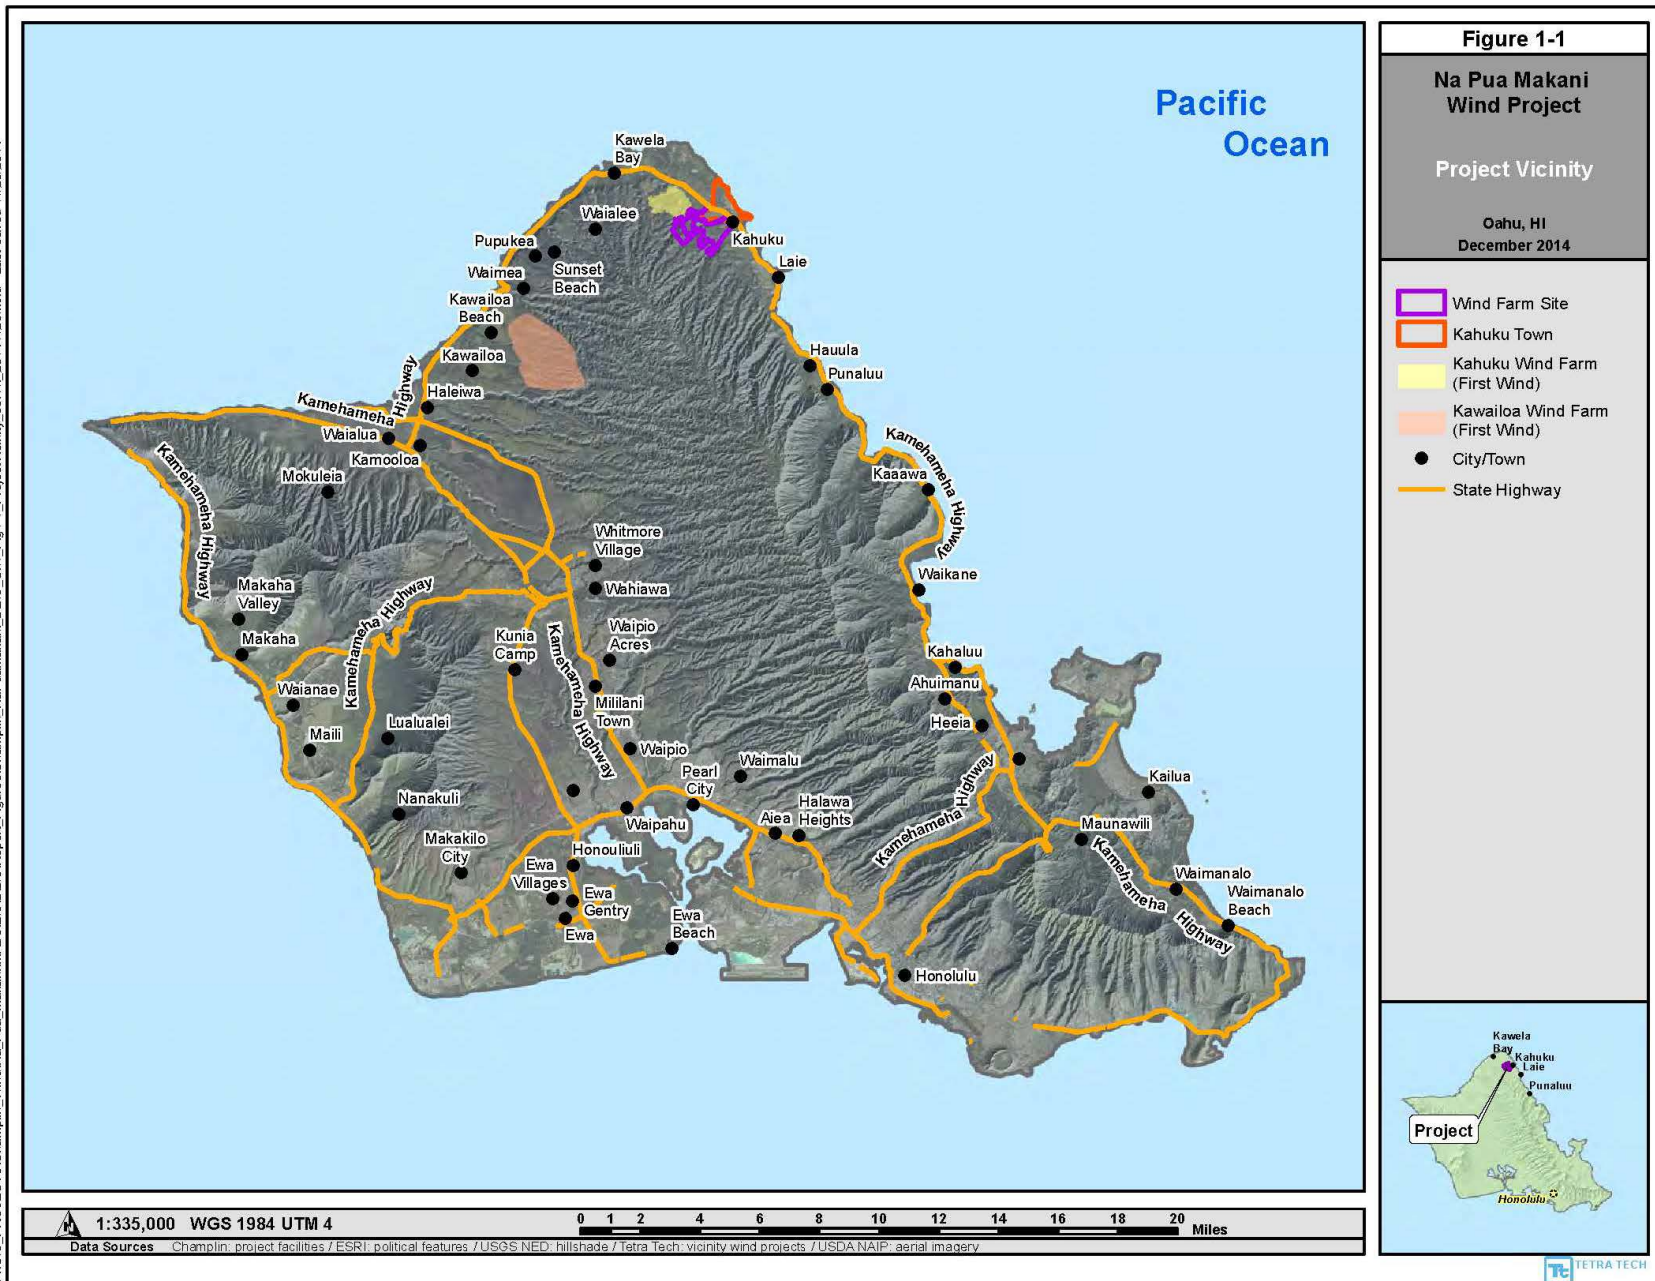 Pacific
Ocean
Kawela
Bay
Waialee
Pupukea
Sunset
Beach
Waimea
Kawailoa
Beach
Kawailoa
Haleiwa
Kahuku
Laie
Hauula
Punaluu
Kamehameha Highway
Kaaawa
Kamehameha Highway
Waialua
Kamooloa
Mokuleia
Kamehameha Highway
Whitmore
Village
Wahiawa
Waikane
Makaha
Valley
Makaha
Kamehameha Highway
Kunia
Camp
Kamehameha Highway
Waipio
Acres
Mililani
Town
Waipio
Kahaluu
Ahuimanu
Heeia
Waianae
Maili
Lualualei
Nanakuli
Makakilo
City
Waimalu
Pearl
City
Waipahu
Aiea
Halawa
Heights
Kamehameha Highway
Kailua
Maunawili
Kamehameha Highway
Waimanalo
Waimanalo
Beach
Honouliuli
Ewa
Villages
Ewa
Gentry
Ewa
Ewa
Beach
Honolulu
Figure 1-1
Na Pua Makani
Wind Project
Project Vicinity
Oahu, HI
December 2014
Wind Farm Site
Kahuku Town
Kahuku Wind Farm
(First Wind)
Kawailoa Wind Farm
(First Wind)
City/Town
State Highway
Kawela
Bay
Kahuku
Laie
Punaluu
Project
Honolulu
N
1:335,000 WGS 1984 UTM 4
0 1 2 4 6 8 10 12 14 16 18 20
Miles
Data Sources Champlin: project facilities / ESRI: political features / USGS NED: hillshade / Tetra Tech: vicinity wind projects / USDA NAIP: aerial imagery
TETRA TECH